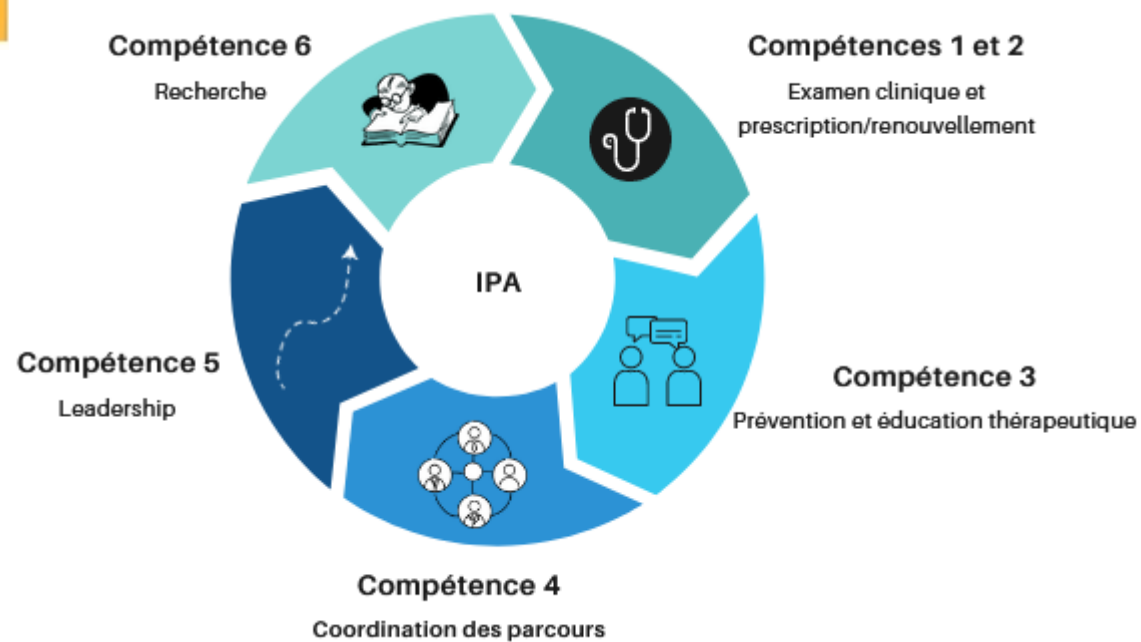 Compétence 6
Recherche
Compétences 1 et 2
Examen clinique et
prescription/renouvellement
IPA
Compétence 5
Leadership
Compétence 3
Prévention et éducation thérapeutique
Compétence 4
Coordination des parcours